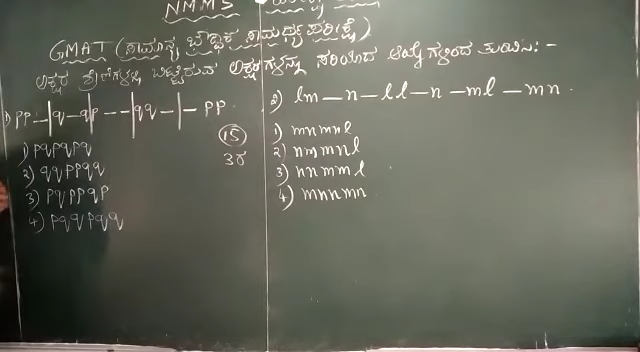 NMMS
GMAT (ಸಾಮಾನ್ಯ ಬೌದ್ಧಿಕ ಸಾಮರ್ಥ್ಯ ಪರೀಕ್ಷೆ)
ಅಕ್ಷರ ಶ್ರೇಣಿಗಳಲ್ಲಿ ಬಿಟ್ಟಿರುವ ಅಕ್ಷರಗಳನ್ನು ಸರಿಯಾದ ಆಯ್ಕೆಗಳಿಂದ ತುಂಬಿಸಿ :-
1) pp–|q–qp––|qq–|–pp.
1) pqpqpq
2) qqppqq
3) pqppqp
4) pqqpqq
15
2) lm – n – ll – n – ml – mn .
1) mnmnl
2) nmmnl
3) nnmml
4) mnnmn